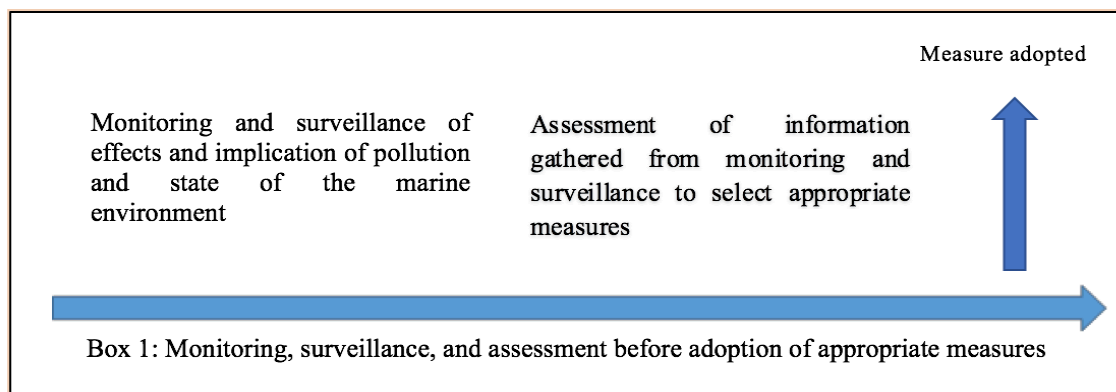 Measure adopted
Monitoring and surveillance of
effects and implication of pollution
and state of the marine
environment
Assessment of information
gathered from monitoring and
surveillance to select appropriate
measures
Box 1: Monitoring, surveillance, and assessment before adoption of appropriate measures